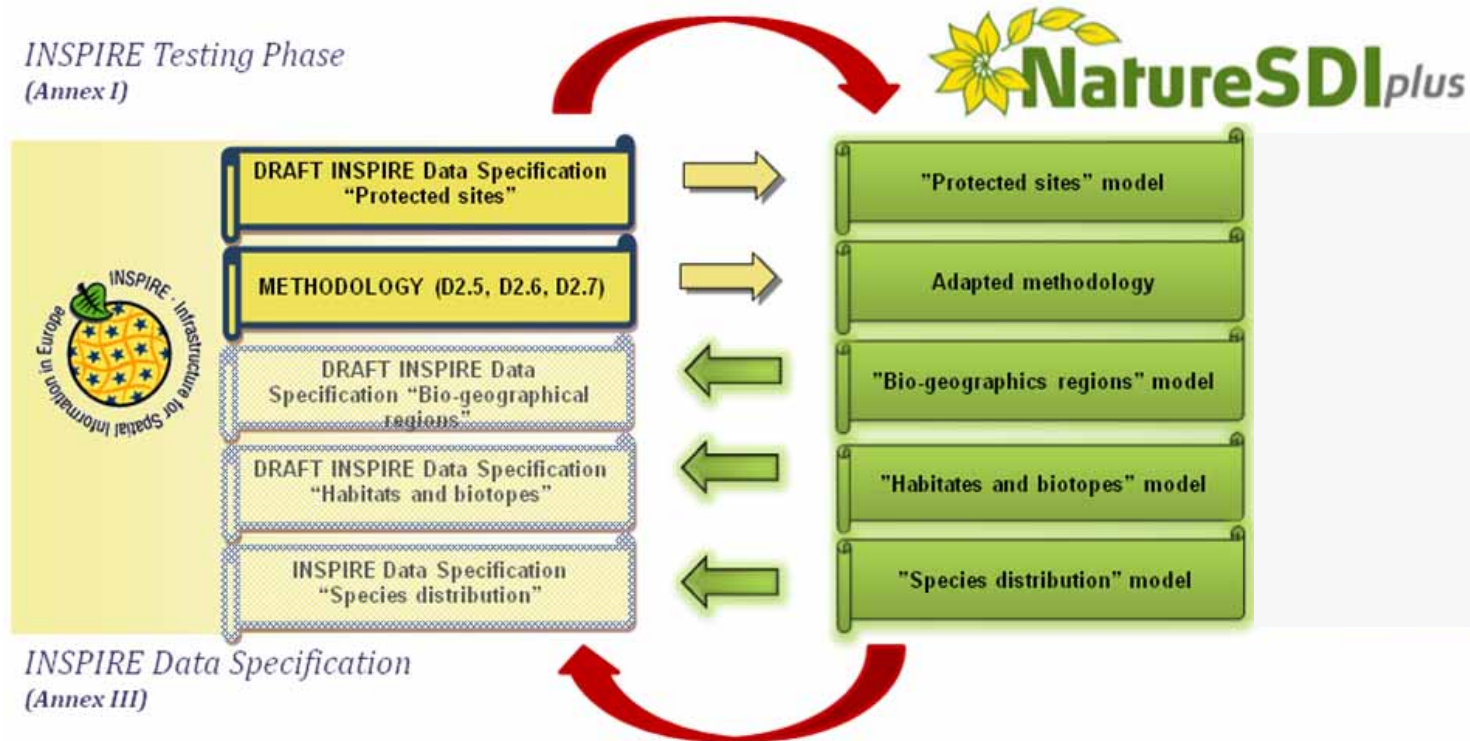 INSPIRE Testing Phase
(Annex I)
NatureSDIplus
DRAFT INSPIRE Data Specification
“Protected sites”
”Protected sites” model
METHODOLOGY (D2.5, D2.6, D2.7)
Adapted methodology
INSPIRE · Infrastructure for Spatial Information in Europe
DRAFT INSPIRE Data
Specification “Bio-geographical
regions”
”Bio-geographics regions” model
DRAFT INSPIRE Data Specification
“Habitats and biotopes”
”Habitates and biotopes” model
INSPIRE Data Specification
“Species distribution”
”Species distribution” model
INSPIRE Data Specification
(Annex III)